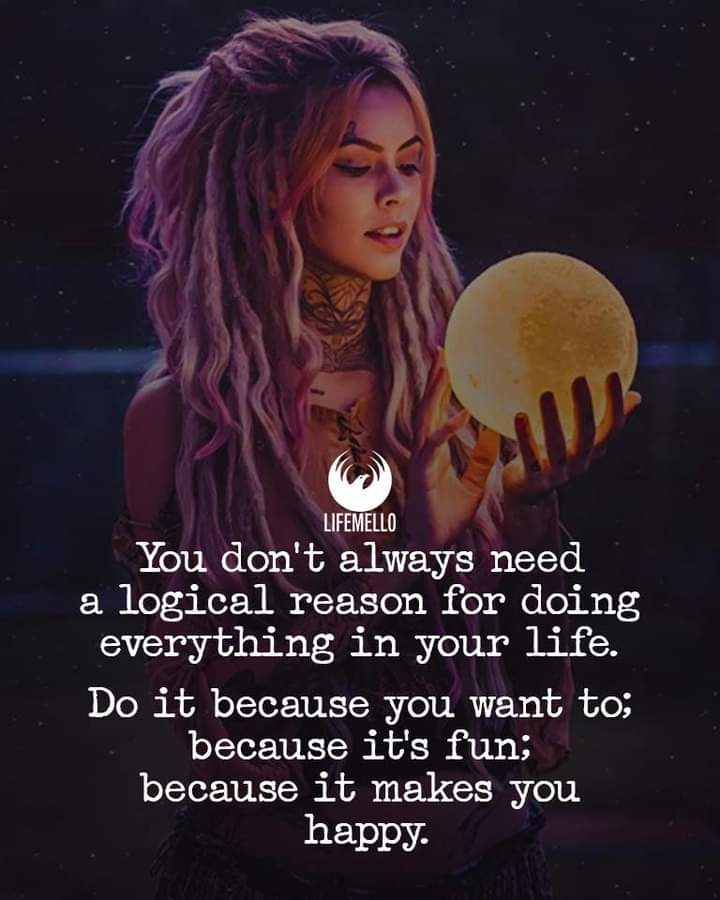 LIFEMELLO
You don't always need
a logical reason for doing
everything in your life.
Do it because you want to;
because it's fun;
because it makes you
happy.